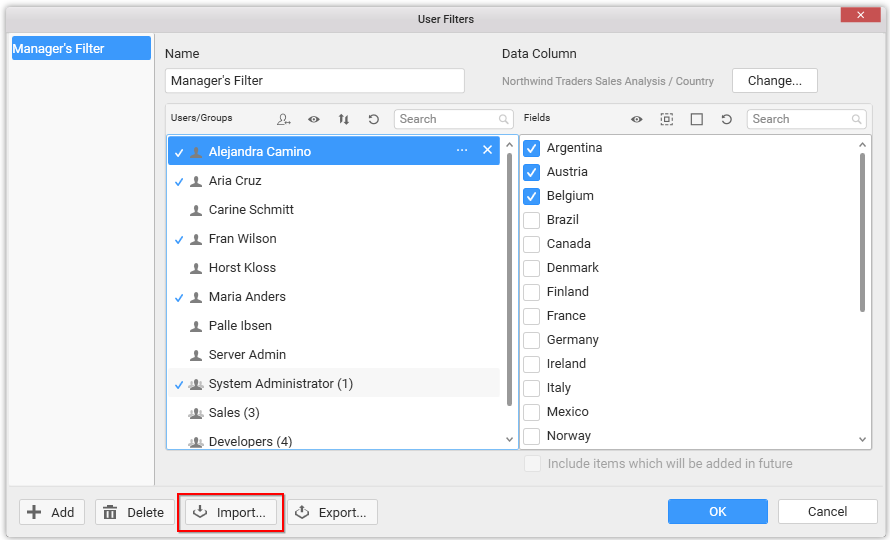 User Filters
Manager's Filter
Name
Data Column
Manager's Filter
Northwind Traders Sales Analysis / Country
Change...
Users/Groups
Search
Fields
Search
Alejandra Camino
Aria Cruz
Carine Schmitt
Fran Wilson
Horst Kloss
Maria Anders
Palle Ibsen
Server Admin
System Administrator (1)
Sales (3)
Developers (4)
Argentina
Austria
Belgium
Brazil
Canada
Denmark
Finland
France
Germany
Ireland
Italy
Mexico
Norway
Include items which will be added in future
Add
Delete
Import...
Export...
OK
Cancel